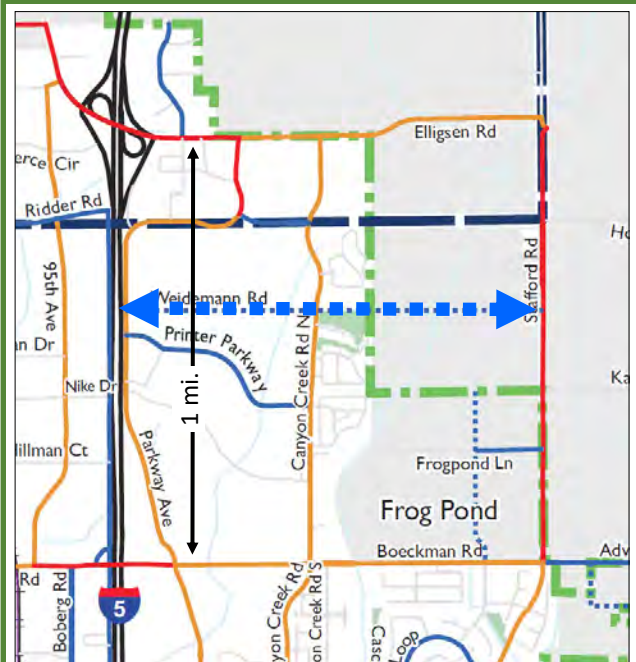 Elligsen Rd
erce Cir
Ridder Rd
Ho
Stafford Rd
95th Ave
Weidemann Rd
n Dr
Printer Parkway
Canyon Creek Rd N
Nike Dr
Ka
1 mi.
illman Ct
Parkway Ave
Frogpond Ln
Frog Pond
Boeckman Rd
Adv
Rd
Boberg Rd
5
yon Creek Rd
on Creek Rd S
Casc
Loop